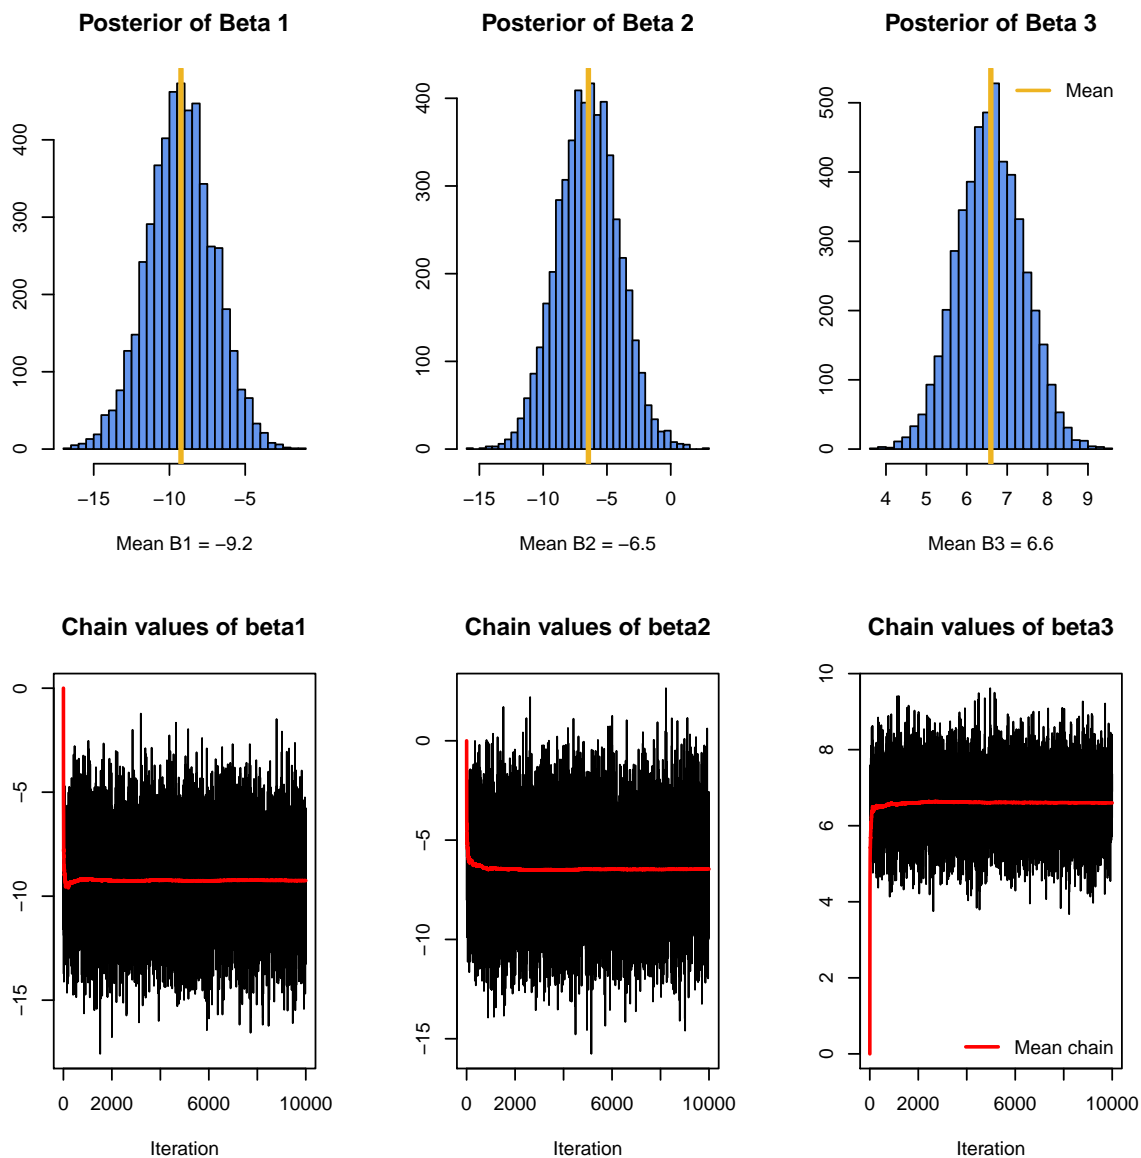 Posterior of Beta 1
400
300
200
100
0
−15 −10 −5
Mean B1 = −9.2
Posterior of Beta 2
400
300
200
100
0
−15 −10 −5 0
Mean B2 = −6.5
Posterior of Beta 3
Mean
500
400
300
200
100
0
4 5 6 7 8 9
Mean B3 = 6.6
Chain values of beta1
0
−5
−10
−15
0 2000 6000 10000
Iteration
Chain values of beta2
0
−5
−10
−15
0 2000 6000 10000
Iteration
Chain values of beta3
10
8
6
4
2
0
Mean chain
0 2000 6000 10000
Iteration